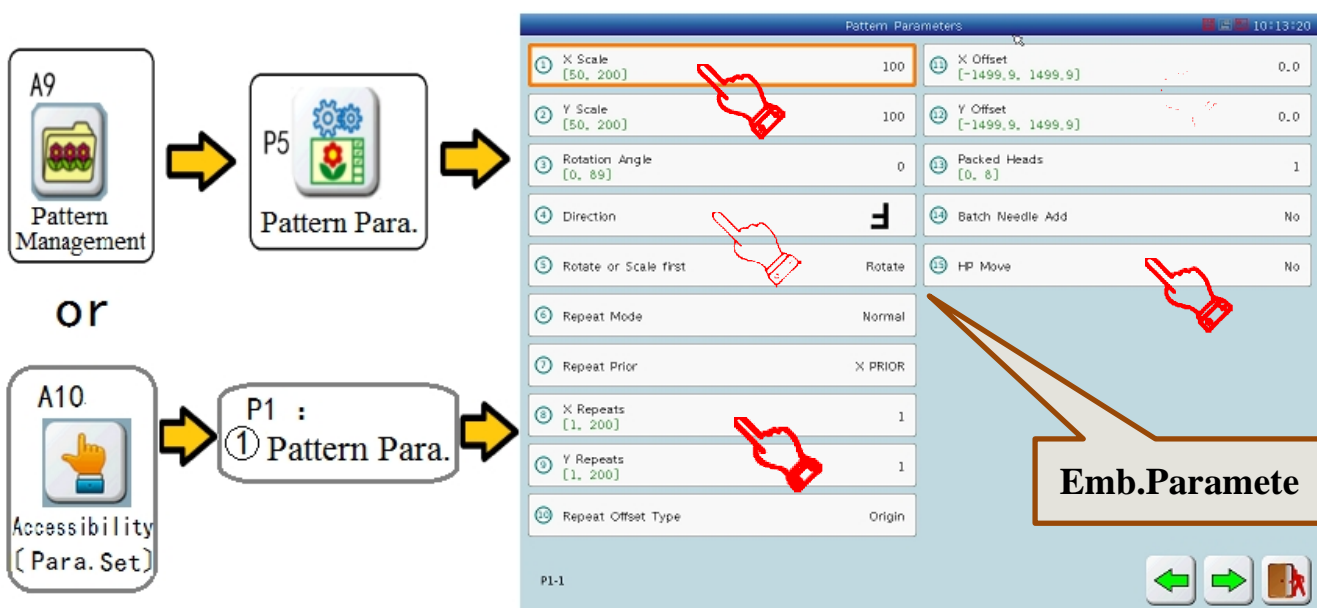 A9
Pattern
Management
P5
Pattern Para.
or
A10
Accessibility
(Para.Set)
P1 :
① Pattern Para.
Pattern Parameters
10:13:20
① X Scale
[50, 200]
100
② Y Scale
[50, 200]
100
③ Rotation Angle
[0, 89]
0
④ Direction
⑤ Rotate or Scale first
Rotate
⑥ Repeat Mode
Normal
⑦ Repeat Prior
X PRIOR
⑧ X Repeats
[1, 200]
1
⑨ Y Repeats
[1, 200]
1
⑩ Repeat Offset Type
Origin
⑪ X Offset
[-1499.9, 1499.9]
0.0
⑫ Y Offset
[-1499.9, 1499.9]
0.0
⑬ Packed Heads
[0, 8]
1
⑭ Batch Needle Add
No
⑮ HP Move
No
Emb.Paramete
P1-1